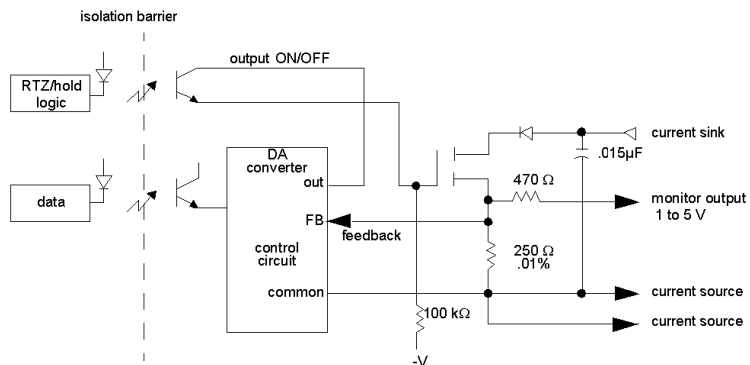 isolation barrier
output ON/OFF
RTZ/hold
logic
current sink
.015µF
DA
converter
out
470 Ω
data
monitor output
1 to 5 V
FB
feedback
250 Ω
.01%
control
circuit
common
current source
100 kΩ
current source
-V